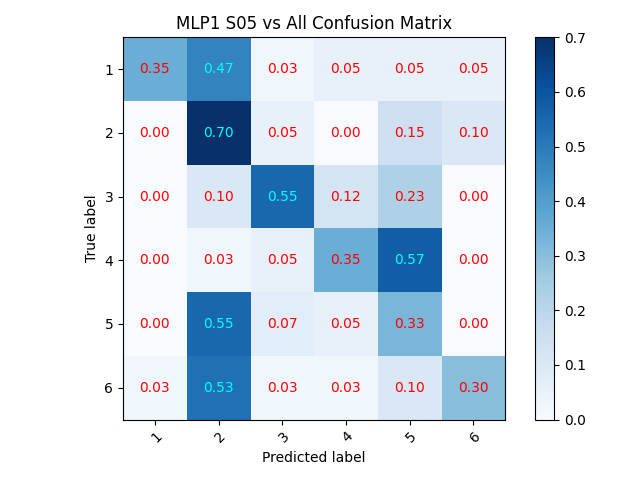 MLP1 S05 vs All Confusion Matrix
True label
1 0.35 0.47 0.03 0.05 0.05 0.05
2 0.00 0.70 0.05 0.00 0.15 0.10
3 0.00 0.10 0.55 0.12 0.23 0.00
4 0.00 0.03 0.05 0.35 0.57 0.00
5 0.00 0.55 0.07 0.05 0.33 0.00
6 0.03 0.53 0.03 0.03 0.10 0.30
1 2 3 4 5 6
Predicted label
0.7
0.6
0.5
0.4
0.3
0.2
0.1
0.0